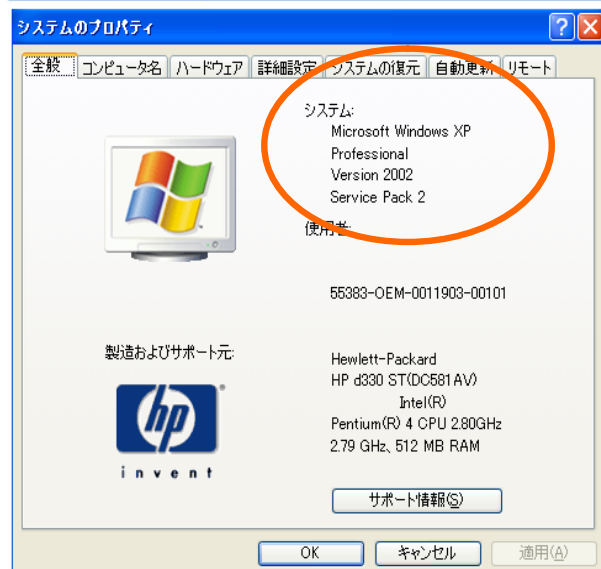 システムのプロパティ
全般 コンピュータ名 ハードウェア 詳細設定 システムの復元 自動更新 リモート
システム:
Microsoft Windows XP
Professional
Version 2002
Service Pack 2
使用者:
55383-OEM-0011903-00101
製造およびサポート元:
Hewlett-Packard
HP d330 ST(DC581AV)
Intel(R)
Pentium(R) 4 CPU 2.80GHz
2.79 GHz、512 MB RAM
hp
invent
サポート情報(S)
OK キャンセル 適用(A)